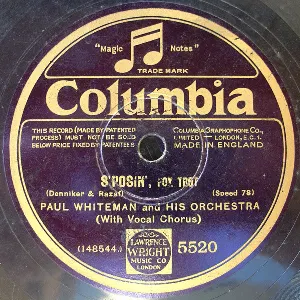 "Magic Notes"
TRADE MARK
Columbia
THIS RECORD (MADE BY PATENTED
PROCESS) MUST NOT BE SOLD
BELOW PRICE FIXED BY PATENTEES
COLUMBIA GRAPHOPHONE CO.,
LIMITED — LONDON, E.C.1.
MADE IN ENGLAND
S'POSIN', FOX TROT
(Denniker & Razaf) (Speed 78)
PAUL WHITEMAN and HIS ORCHESTRA
(With Vocal Chorus)
(148544.)
LAWRENCE
WRIGHT
MUSIC CO
LONDON
5520